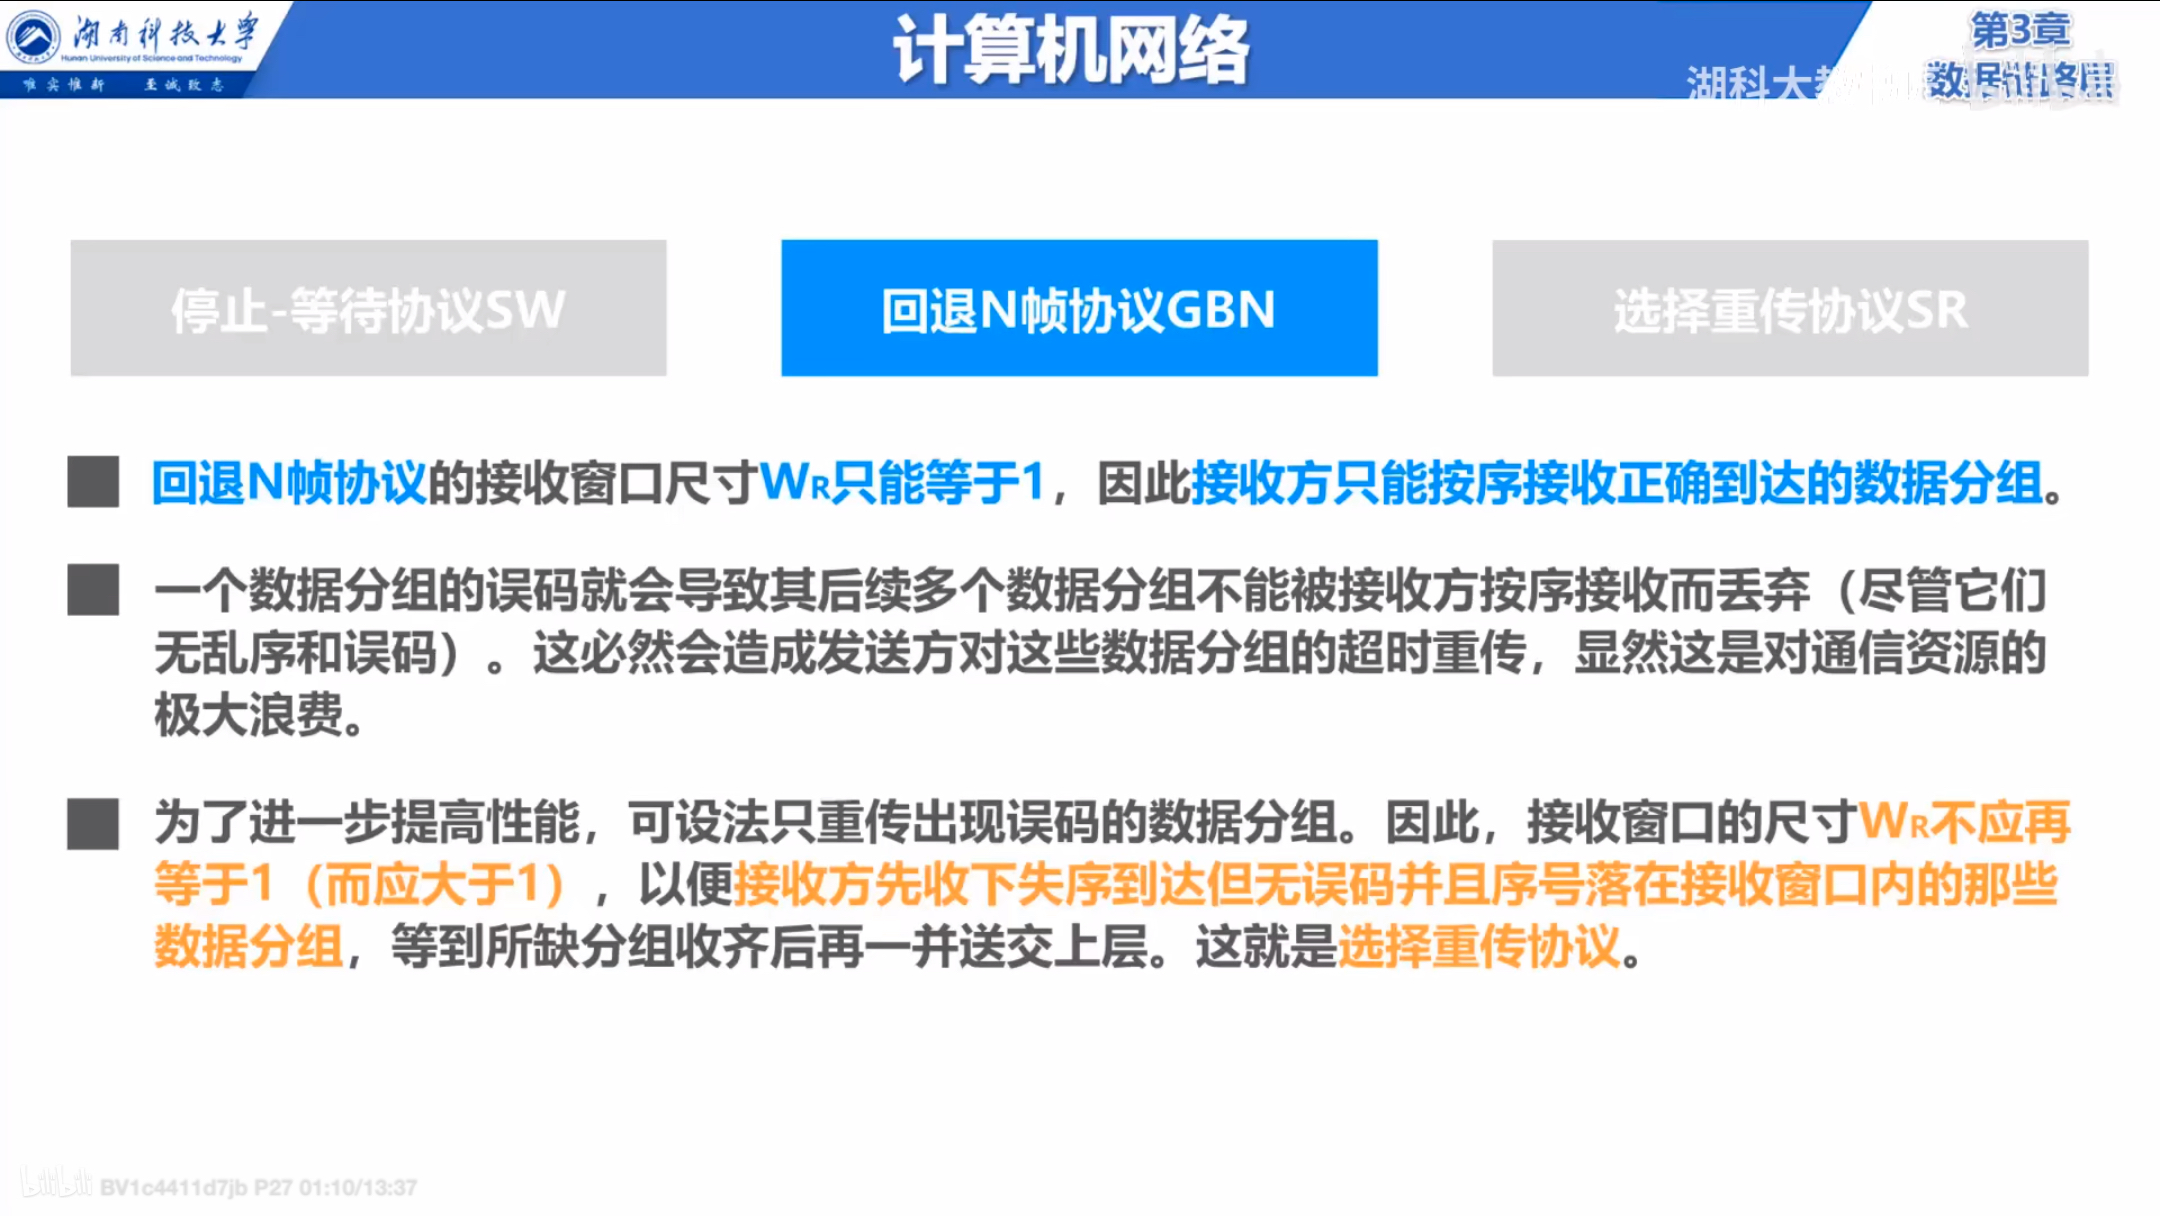 湖南科技大学
Hunan University of Science and Technology
唯实惟新 至诚致志
计算机网络
第3章
数据链路层
湖科大教
停止-等待协议SW
回退N帧协议GBN
选择重传协议SR
回退N帧协议的接收窗口尺寸WR只能等于1，因此接收方只能按序接收正确到达的数据分组。
一个数据分组的误码就会导致其后续多个数据分组不能被接收方按序接收而丢弃（尽管它们
无乱序和误码）。这必然会造成发送方对这些数据分组的超时重传，显然这是对通信资源的
极大浪费。
为了进一步提高性能，可设法只重传出现误码的数据分组。因此，接收窗口的尺寸WR不应再
等于1（而应大于1），以便接收方先收下失序到达但无误码并且序号落在接收窗口内的那些
数据分组，等到所缺分组收齐后再一并送交上层。这就是选择重传协议。
bilibili BV1c4411d7jb P27 01:10/13:37